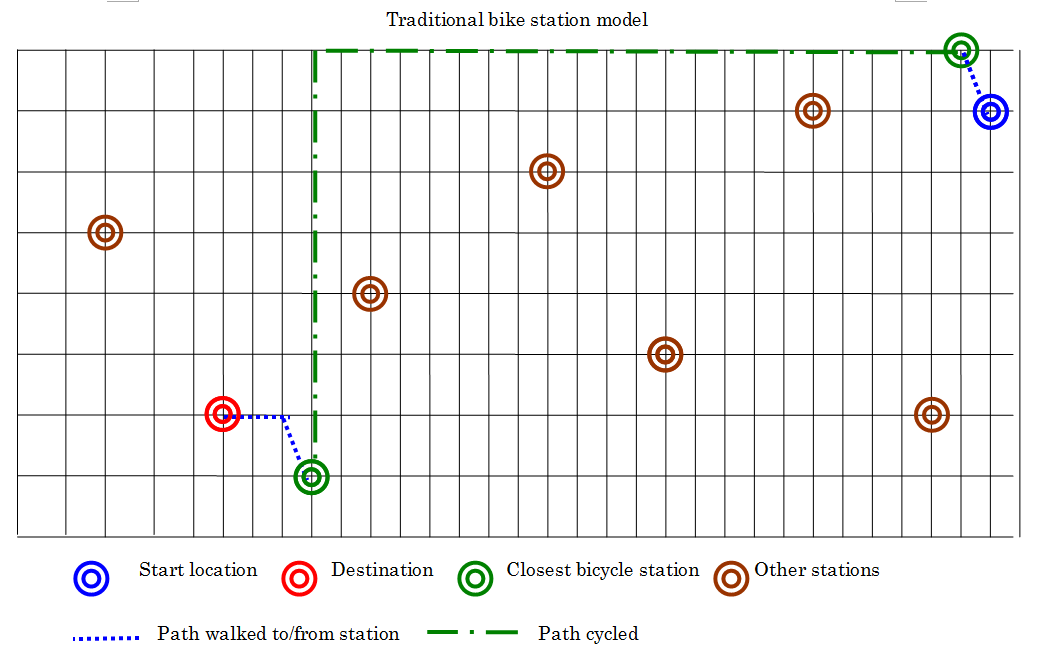 Traditional bike station model
Start location
Destination
Closest bicycle station
Other stations
Path walked to/from station
Path cycled